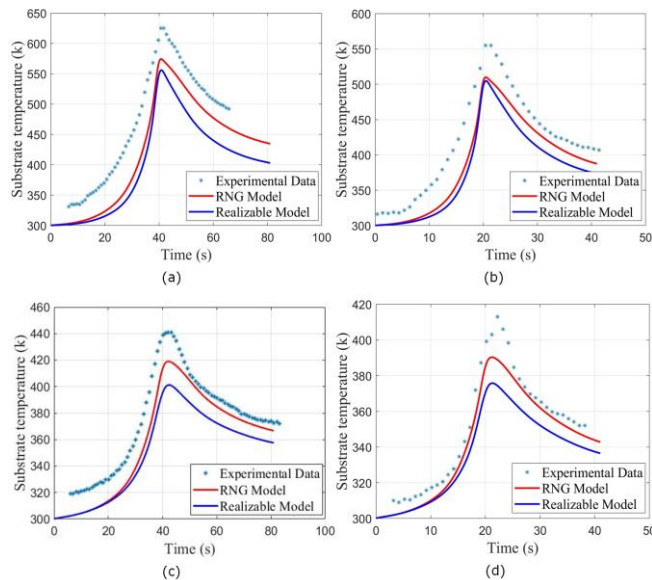 650
600
550
500
450
400
350
300
0 20 40 60 80 100
Substrate temperature (k)
Time (s)
Experimental Data
RNG Model
Realizable Model
(a)
600
550
500
450
400
350
300
0 10 20 30 40 50
Substrate temperature (k)
Time (s)
Experimental Data
RNG Model
Realizable Model
(b)
460
440
420
400
380
360
340
320
300
0 20 40 60 80 100
Substrate temperature (k)
Time (s)
Experimental Data
RNG Model
Realizable Model
(c)
420
400
380
360
340
320
300
0 10 20 30 40 50
Substrate temperature (k)
Time (s)
Experimental Data
RNG Model
Realizable Model
(d)